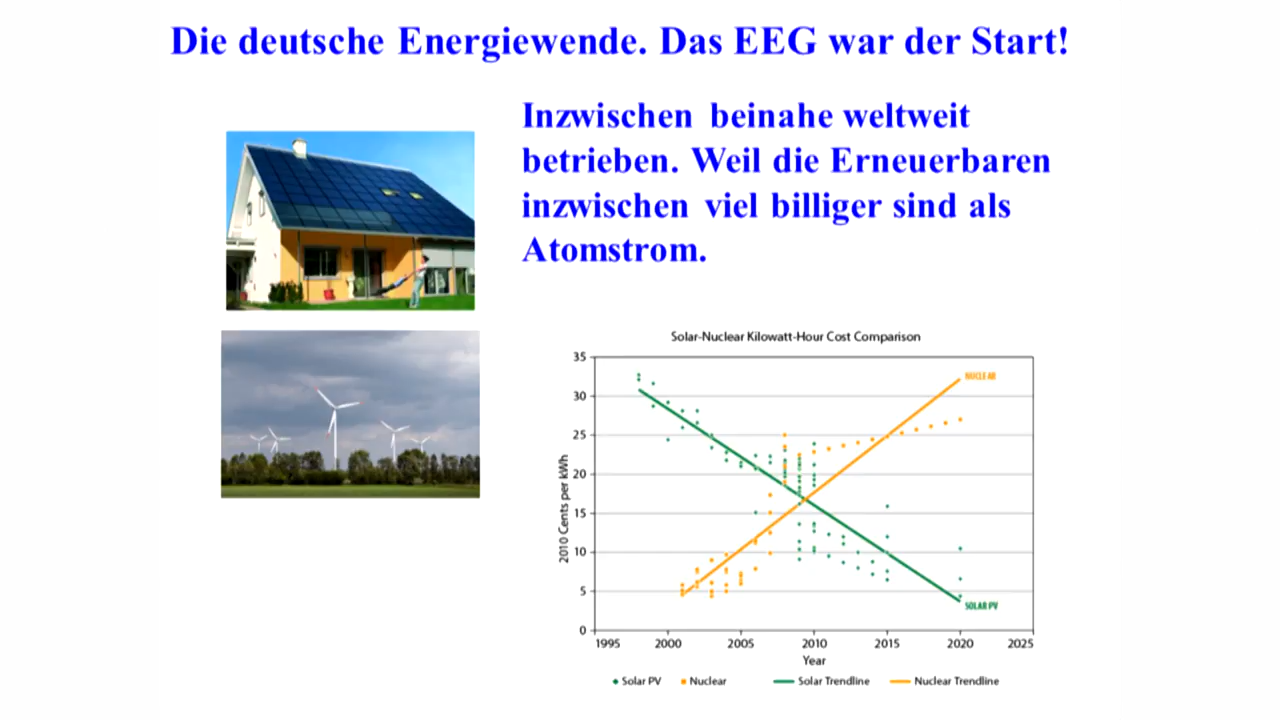 Die deutsche Energiewende. Das EEG war der Start!
Inzwischen beinahe weltweit
betrieben. Weil die Erneuerbaren
inzwischen viel billiger sind als
Atomstrom.
Solar-Nuclear Kilowatt-Hour Cost Comparison
35
30
25
20
15
10
5
0
2010 Cents per kWh
NUCLEAR
SOLAR PV
1995 2000 2005 2010 2015 2020 2025
Year
Solar PV Nuclear Solar Trendline Nuclear Trendline